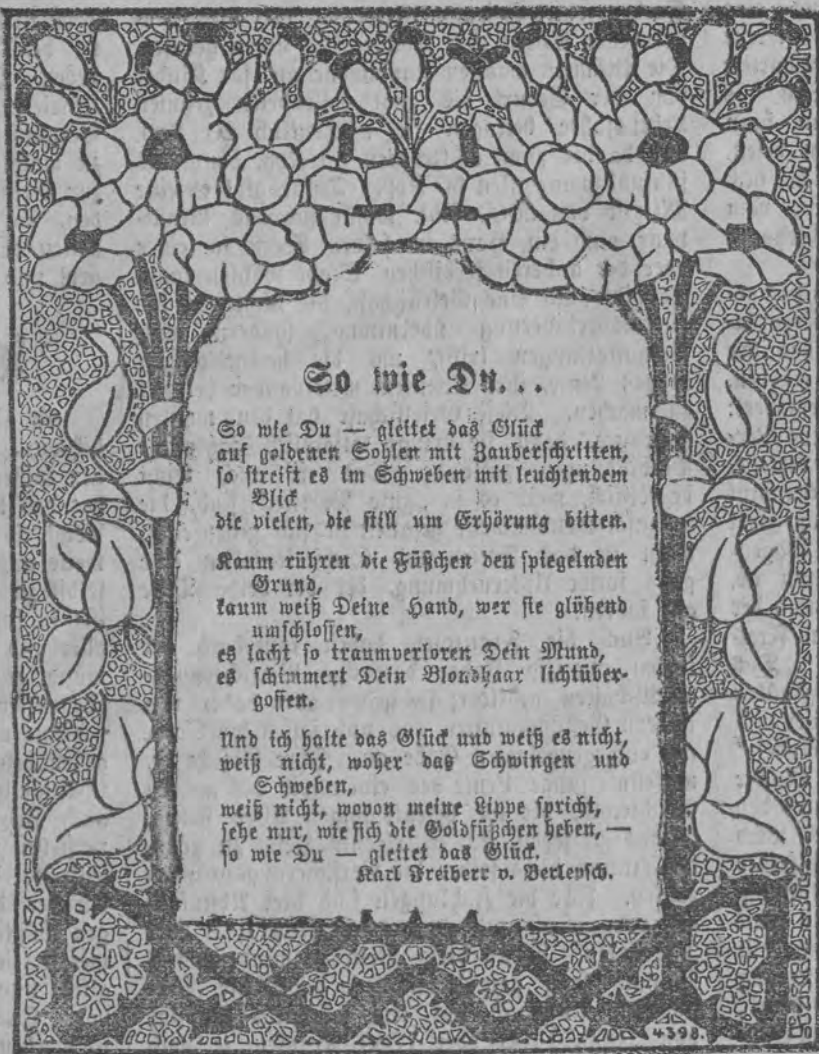 So wie Du. . .
So wie Du — gleitet das Glück
auf goldenen Sohlen mit Zauberschritten,
so streift es im Schweben mit leuchtendem
Blick
die vielen, die still um Erhörung bitten.
Kaum rühren die Füßchen den spiegelnden
Grund,
kaum weiß Deine Hand, wer sie glühend
umschlossen,
es lacht so traumverloren Dein Mund,
es schimmert Dein Blondhaar lichtüber-
gossen.
Und ich halte das Glück und weiß es nicht,
weiß nicht, woher das Schwingen und
Schweben,
weiß nicht, wovon meine Lippe spricht,
sehe nur, wie sich die Goldfüßchen heben, —
so wie Du — gleitet das Glück.
Karl Freiherr v. Berlepsch.
4398.